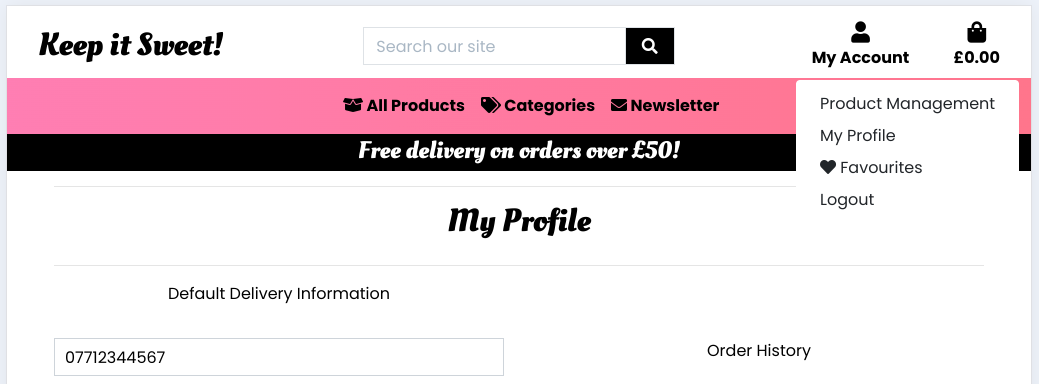 Keep it Sweet!
Search our site
My Account
£0.00
All Products Categories Newsletter
Product Management
My Profile
Favourites
Logout
Free delivery on orders over £50!
My Profile
Default Delivery Information
07712344567
Order History